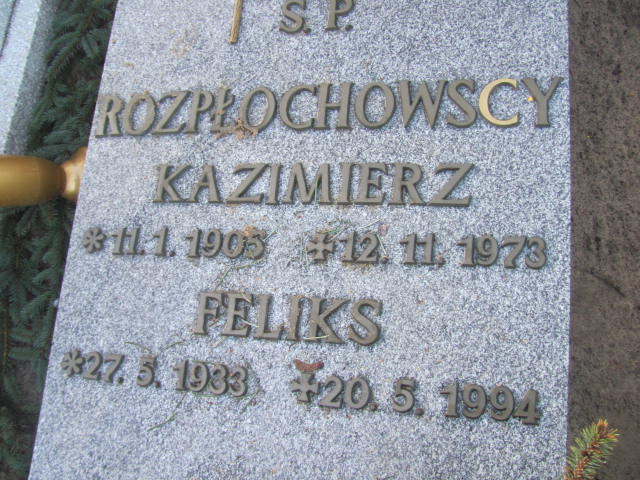 Ś. P.
ROZPŁOCHOWSCY
KAZIMIERZ
*11. 1. 1905 +12. 11. 1973
FELIKS
*27. 5. 1933 +20. 5. 1994